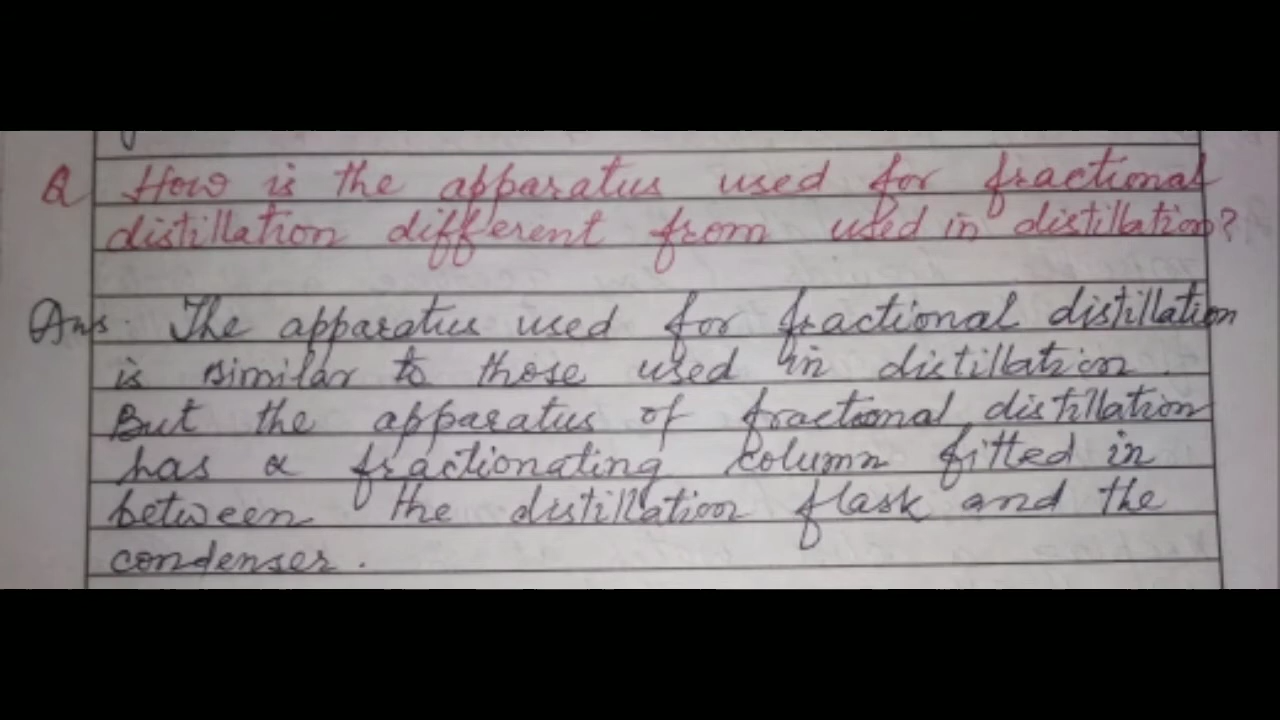 Q How is the apparatus used for fractional
distillation different from used in distillation?
Ans. The apparatus used for fractional distillation
is similar to those used in distillation.
But the apparatus of fractional distillation
has a fractionating column fitted in
between the distillation flask and the
condenser.